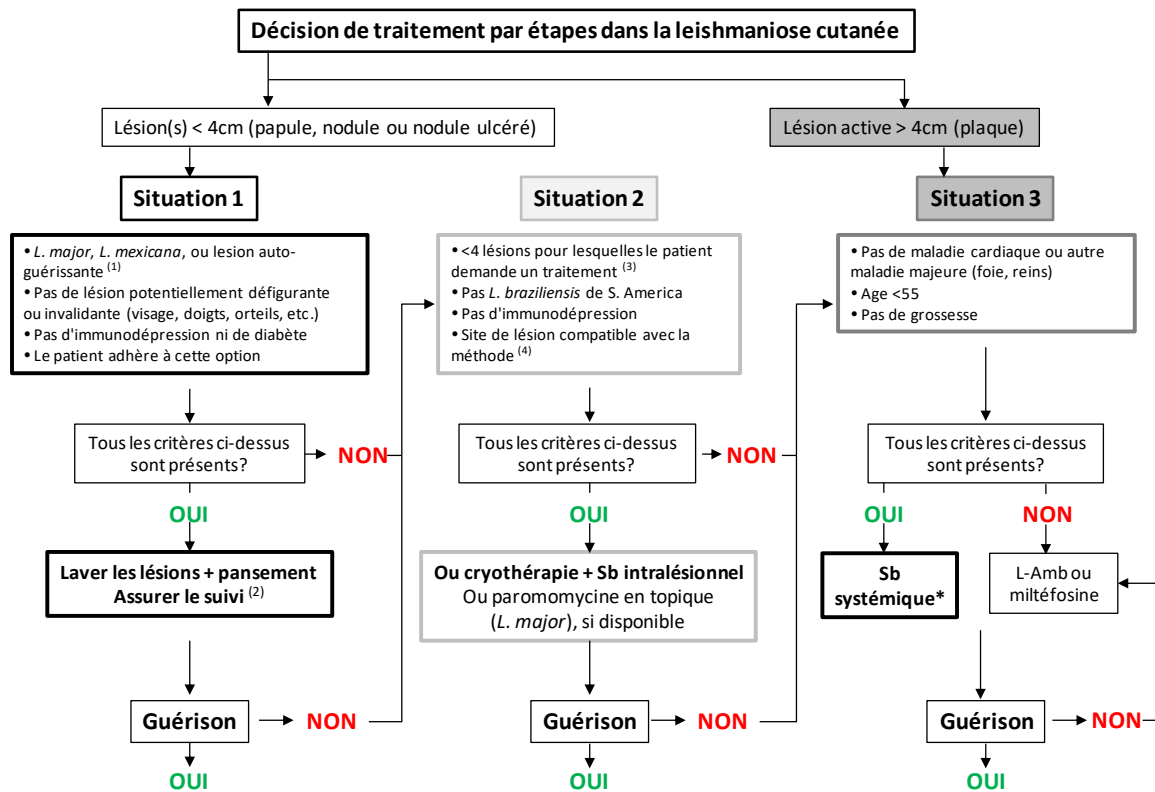 Décision de traitement par étapes dans la leishmaniose cutanée
Lésion(s) < 4cm (papule, nodule ou nodule ulcéré)
Lésion active > 4cm (plaque)
Situation 1
Situation 2
Situation 3
• L. major, L. mexicana, ou lesion auto-
guérissante (1)
• Pas de lésion potentiellement défigurante
ou invalidante (visage, doigts, orteils, etc.)
• Pas d'immunodépression ni de diabète
• Le patient adhère à cette option
• <4 lésions pour lesquelles le patient
demande un traitement (3)
• Pas L. braziliensis de S. America
• Pas d'immunodépression
• Site de lésion compatible avec la
méthode (4)
• Pas de maladie cardiaque ou autre
maladie majeure (foie, reins)
• Age <55
• Pas de grossesse
Tous les critères ci-dessus
sont présents?
NON
Tous les critères ci-dessus
sont présents?
NON
Tous les critères ci-dessus
sont présents?
OUI
OUI
OUI
NON
Laver les lésions + pansement
Assurer le suivi (2)
Ou cryothérapie + Sb intralésionnel
Ou paromomycine en topique
(L. major), si disponible
Sb
systémique*
L-Amb ou
miltéfosine
Guérison
NON
Guérison
NON
Guérison
NON
OUI
OUI
OUI